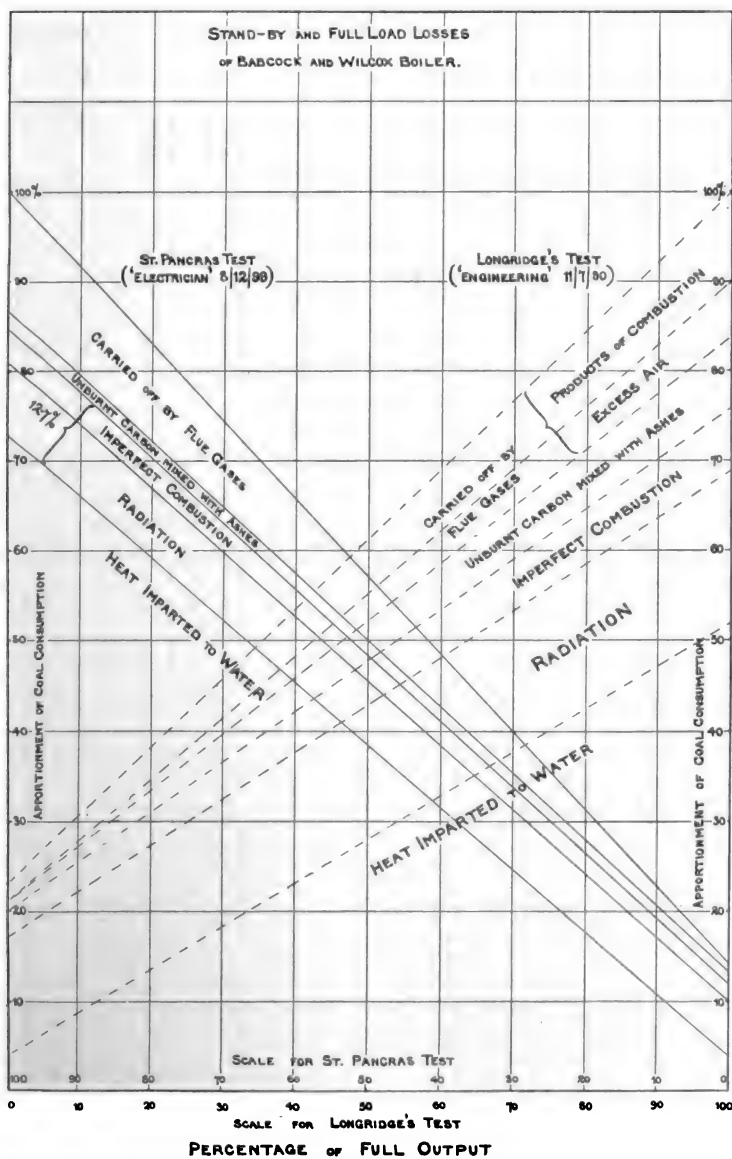 STAND-BY AND FULL LOAD LOSSES
OF BABCOCK AND WILCOX BOILER.
100%
100%
ST. PANCRAS TEST
('ELECTRICIAN' 8/12/98)
LONGRIDGE'S TEST
('ENGINEERING' 11/7/90)
90
90
80
80
70
70
60
60
50
50
40
40
30
30
20
20
10
10
12·7%
CARRIED OFF BY FLUE GASES
UNBURNT CARBON MIXED WITH ASHES
IMPERFECT COMBUSTION
RADIATION
HEAT IMPARTED TO WATER
PRODUCTS OF COMBUSTION
EXCESS AIR
CARRIED OFF BY
FLUE GASES
UNBURNT CARBON MIXED WITH ASHES
IMPERFECT COMBUSTION
RADIATION
HEAT IMPARTED TO WATER
APPORTIONMENT OF COAL CONSUMPTION
APPORTIONMENT OF COAL CONSUMPTION
SCALE FOR ST. PANCRAS TEST
100 90 80 70 60 50 40 30 20 10 0
0 10 20 30 40 50 60 70 80 90 100
SCALE FOR LONGRIDGE'S TEST
PERCENTAGE OF FULL OUTPUT